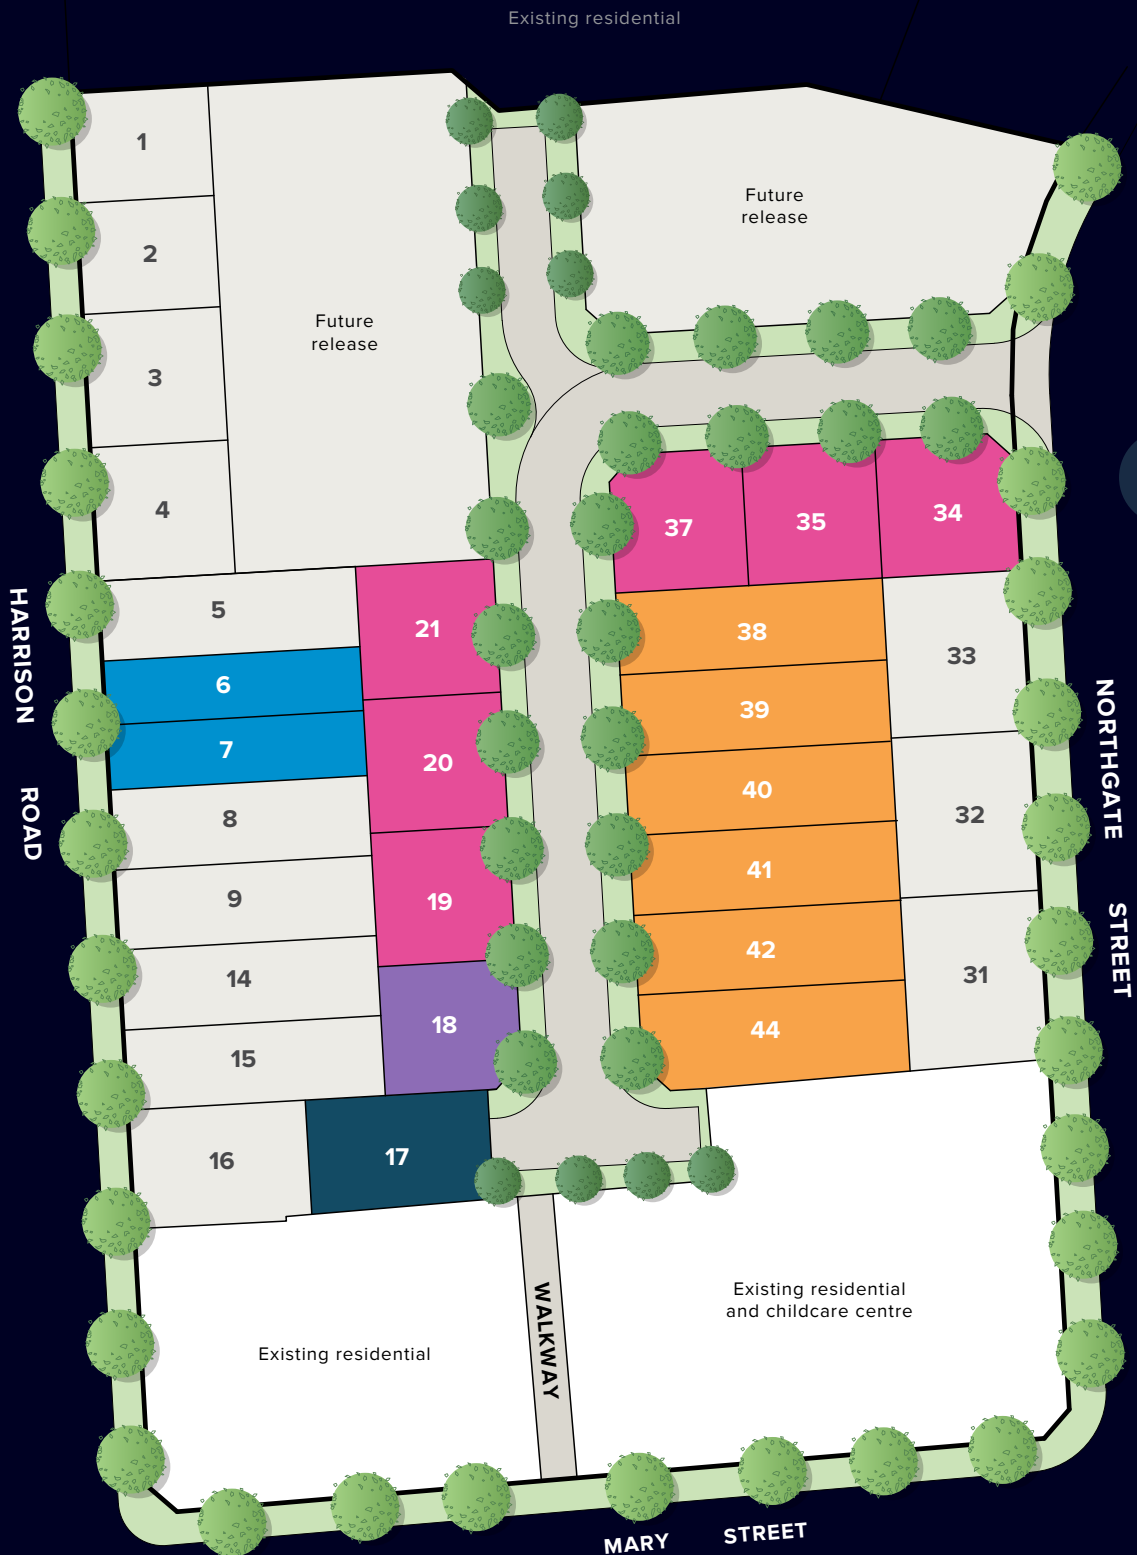 Existing residential
1
Future
release
2
3
Future
release
4
37
35
34
5
21
38
33
6
39
7
20
40
32
8
41
9
19
42
14
31
18
44
15
16
17
HARRISON ROAD
NORTHGATE STREET
WALKWAY
Existing residential
and childcare centre
Existing residential
MARY STREET